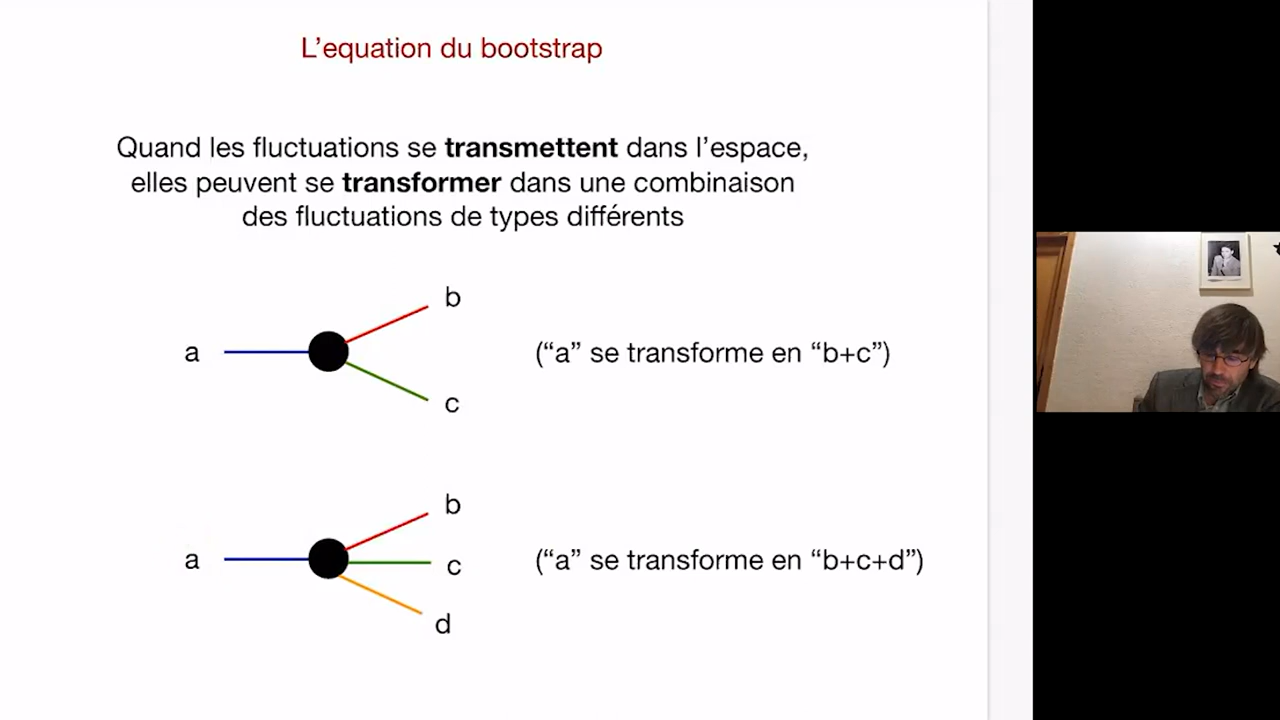 L'equation du bootstrap
Quand les fluctuations se transmettent dans l'espace,
elles peuvent se transformer dans une combinaison
des fluctuations de types différents
b
a
("a" se transforme en "b+c")
c
b
a
c
("a" se transforme en "b+c+d")
d